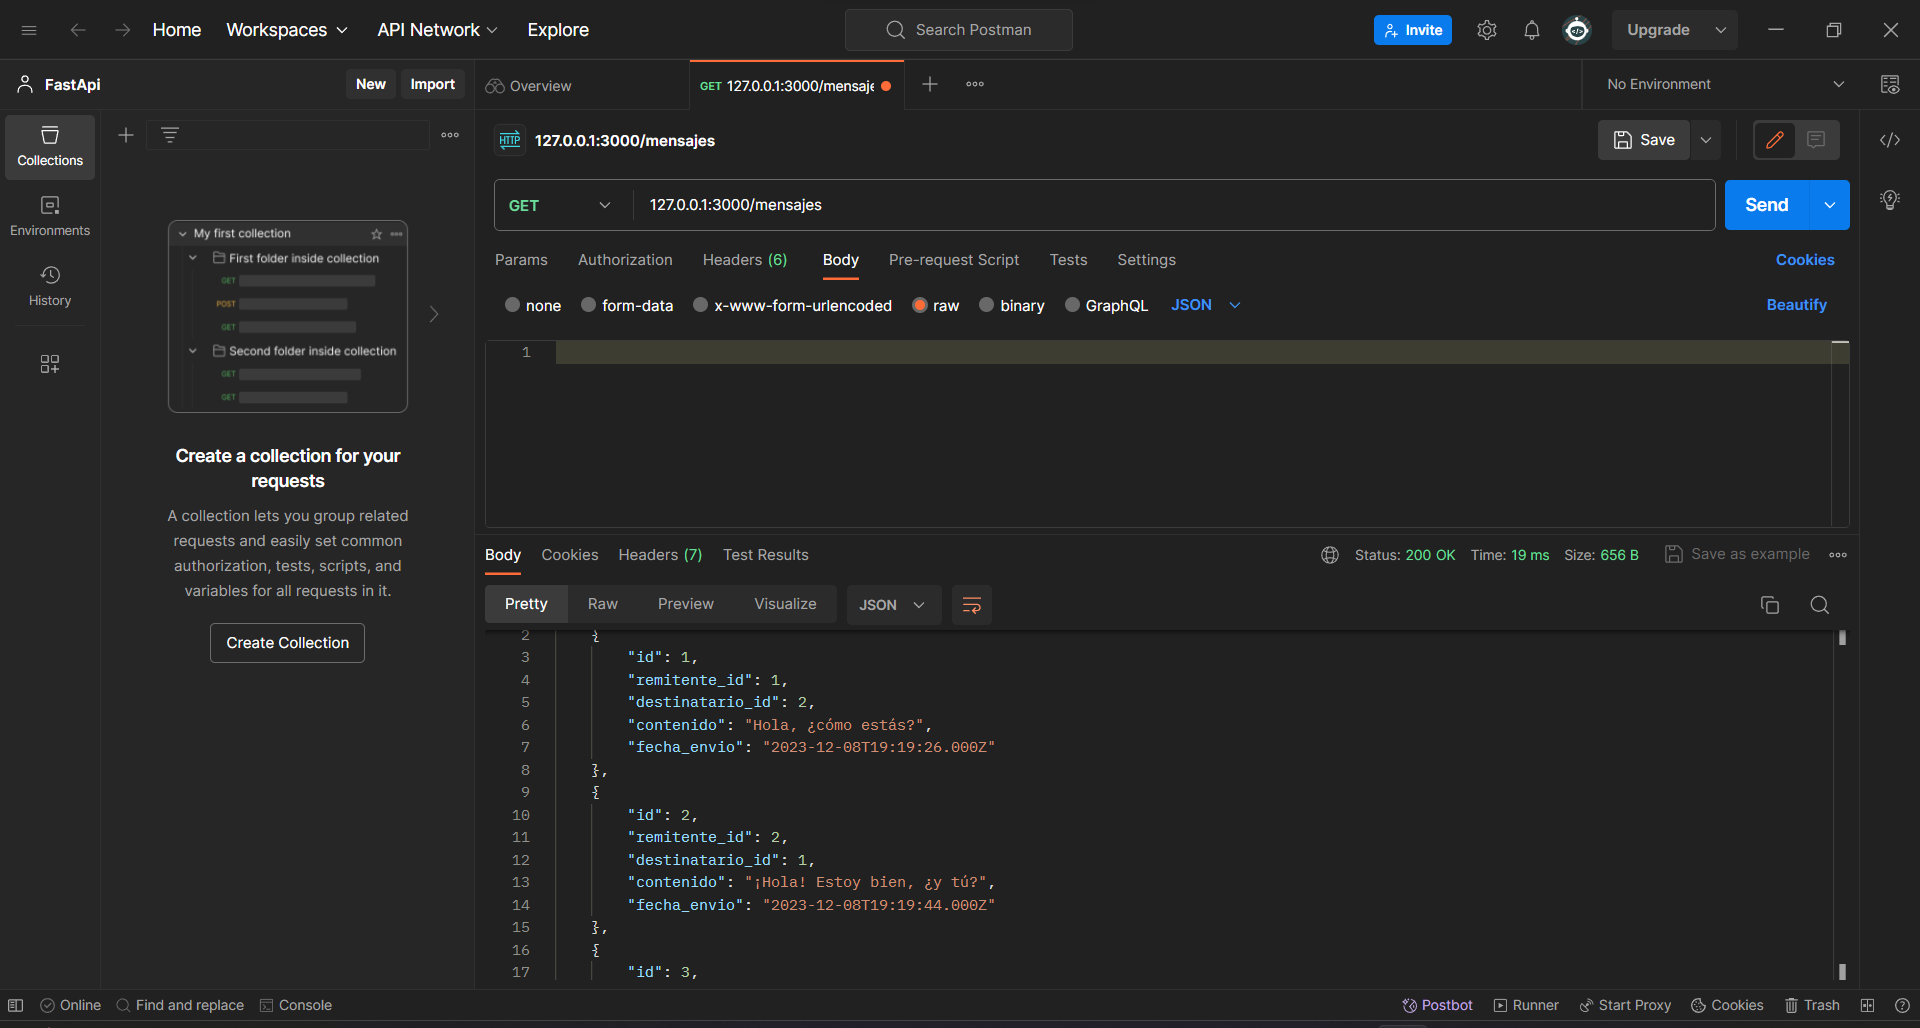 Home Workspaces API Network Explore Search Postman Invite Upgrade
FastApi New Import Overview GET 127.0.0.1:3000/mensaje No Environment
Collections
Environments
History
My first collection
First folder inside collection
GET
POST
GET
Second folder inside collection
GET
GET
Create a collection for your
requests
A collection lets you group related
requests and easily set common
authorization, tests, scripts, and
variables for all requests in it.
Create Collection
HTTP 127.0.0.1:3000/mensajes Save
GET 127.0.0.1:3000/mensajes Send
Params Authorization Headers (6) Body Pre-request Script Tests Settings Cookies
none form-data x-www-form-urlencoded raw binary GraphQL JSON Beautify
1
Body Cookies Headers (7) Test Results Status: 200 OK Time: 19 ms Size: 656 B Save as example
Pretty Raw Preview Visualize JSON
2 {
3 "id": 1,
4 "remitente_id": 1,
5 "destinatario_id": 2,
6 "contenido": "Hola, ¿cómo estás?",
7 "fecha_envio": "2023-12-08T19:19:26.000Z"
8 },
9 {
10 "id": 2,
11 "remitente_id": 2,
12 "destinatario_id": 1,
13 "contenido": "¡Hola! Estoy bien, ¿y tú?",
14 "fecha_envio": "2023-12-08T19:19:44.000Z"
15 },
16 {
17 "id": 3,
Online Find and replace Console Postbot Runner Start Proxy Cookies Trash